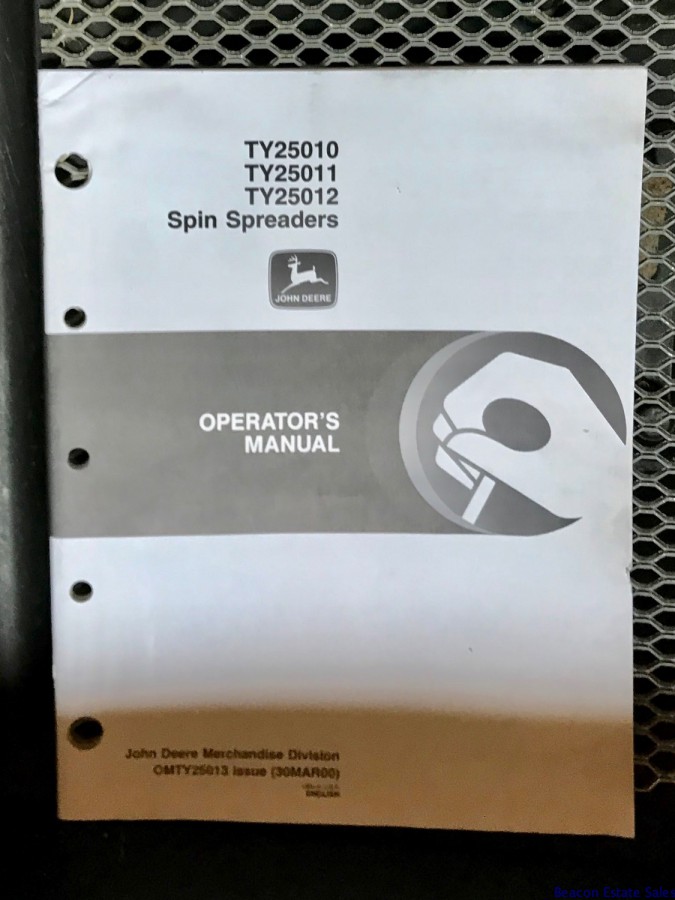 TY25010
TY25011
TY25012
Spin Spreaders
JOHN DEERE
OPERATOR'S
MANUAL
John Deere Merchandise Division
OMTY25013 Issue (30MAR00)
ENGLISH
Beacon Estate Sales